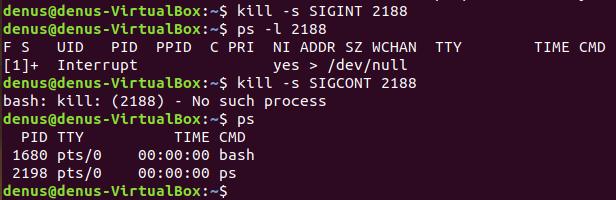 denus@denus-VirtualBox:~$ kill -s SIGINT 2188
denus@denus-VirtualBox:~$ ps -l 2188
F S   UID   PID  PPID  C PRI  NI ADDR SZ WCHAN  TTY        TIME CMD
[1]+  Interrupt               yes > /dev/null
denus@denus-VirtualBox:~$ kill -s SIGCONT 2188
bash: kill: (2188) - No such process
denus@denus-VirtualBox:~$ ps
  PID TTY          TIME CMD
 1680 pts/0    00:00:00 bash
 2198 pts/0    00:00:00 ps
denus@denus-VirtualBox:~$